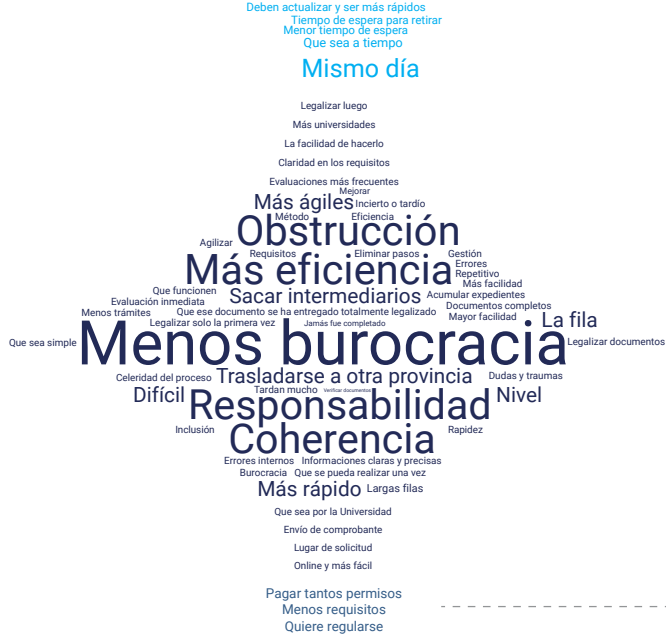 Deben actualizar y ser más rápidos
Tiempo de espera para retirar
Menor tiempo de espera
Que sea a tiempo
Mismo día
Legalizar luego
Más universidades
La facilidad de hacerlo
Claridad en los requisitos
Evaluaciones más frecuentes
Mejorar
Más ágiles
Incierto o tardío
Método
Eficiencia
Obstrucción
Agilizar
Requisitos
Eliminar pasos
Gestión
Más eficiencia
Errores
Repetitivo
Más facilidad
Que funcionen
Sacar intermediarios
Acumular expedientes
Evaluación inmediata
Documentos completos
Menos trámites
Que ese documento se ha entregado totalmente legalizado
Mayor facilidad
La fila
Legalizar solo la primera vez
Jamás fue completado
Que sea simple
Menos burocracia
Legalizar documentos
Celeridad del proceso
Trasladarse a otra provincia
Dudas y traumas
Tardan mucho
Verificar documentos
Difícil
Responsabilidad
Nivel
Inclusión
Coherencia
Rapidez
Errores internos
Informaciones claras y precisas
Burocracia
Que se pueda realizar una vez
Más rápido
Largas filas
Que sea por la Universidad
Envío de comprobante
Lugar de solicitud
Online y más fácil
Pagar tantos permisos
Menos requisitos
Quiere regularse